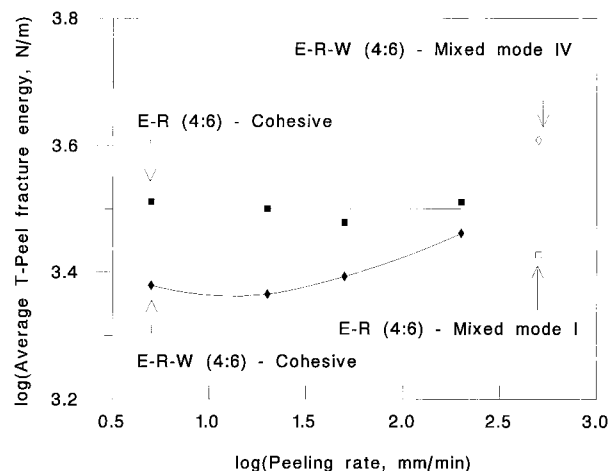 3.8
E-R-W (4:6) - Mixed mode IV
E-R (4:6) - Cohesive
3.6
3.4
E-R (4:6) - Mixed mode I
E-R-W (4:6) - Cohesive
3.2
0.5 1.0 1.5 2.0 2.5 3.0
log(Peeling rate, mm/min)
log(Average T-Peel fracture energy, N/m)